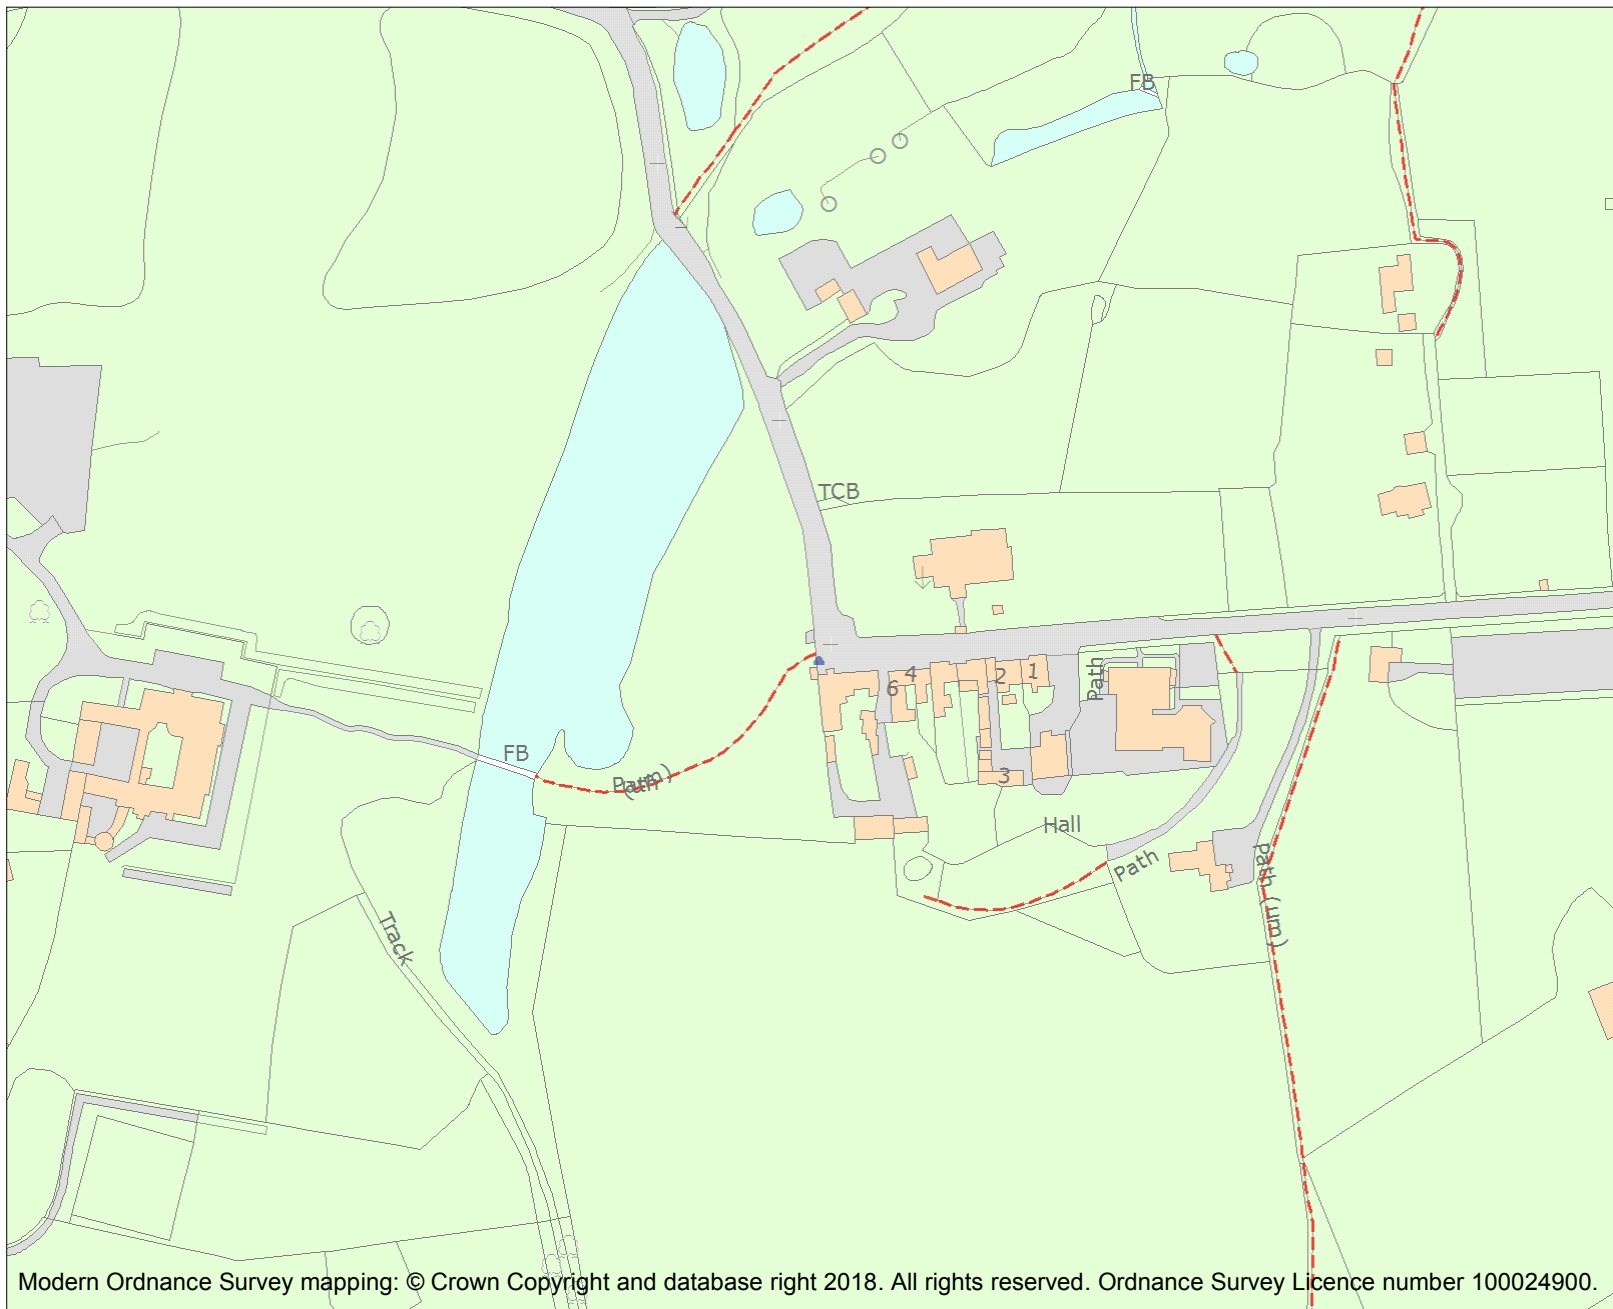 FB
TCB
Path
4
2
1
6
FB
3
Hall
Path
Path (um)
Track
Modern Ordnance Survey mapping: © Crown Copyright and database right 2018. All rights reserved. Ordnance Survey Licence number 100024900.